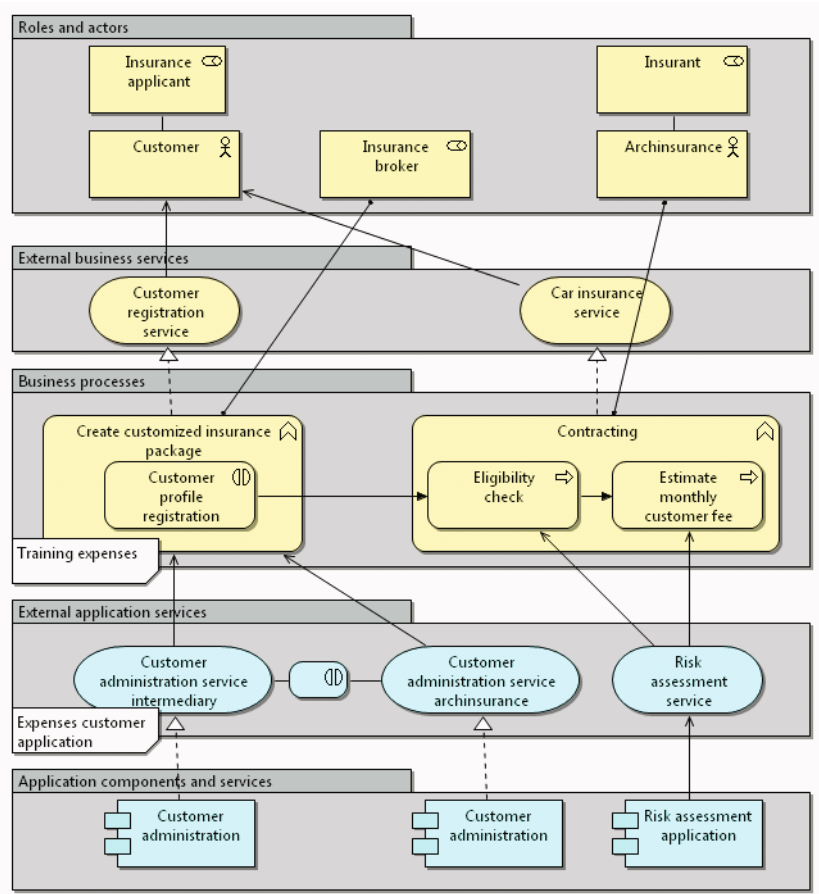 Roles and actors
Insurance
applicant
Insurant
Customer
Insurance
broker
Archinsurance
External business services
Customer
registration
service
Car insurance
service
Business processes
Create customized insurance
package
Customer
profile
registration
Contracting
Eligibility
check
Estimate
monthly
customer fee
Training expenses
External application services
Customer
administration service
intermediary
Customer
administration service
archinsurance
Risk
assessment
service
Expenses customer
application
Application components and services
Customer
administration
Customer
administration
Risk assessment
application